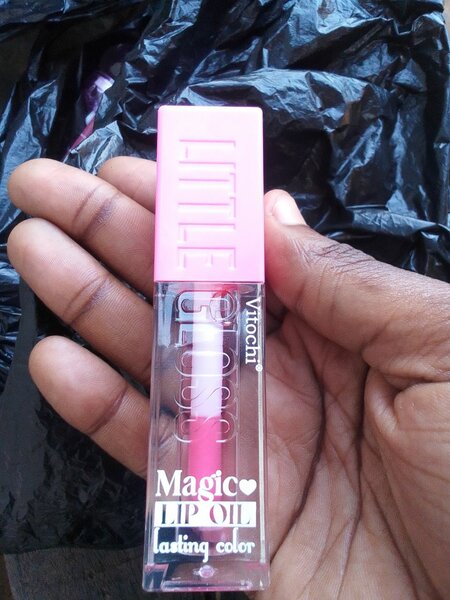 LITTLE
GLOSS
Vitochi®
Magic
LIP OIL
lasting color